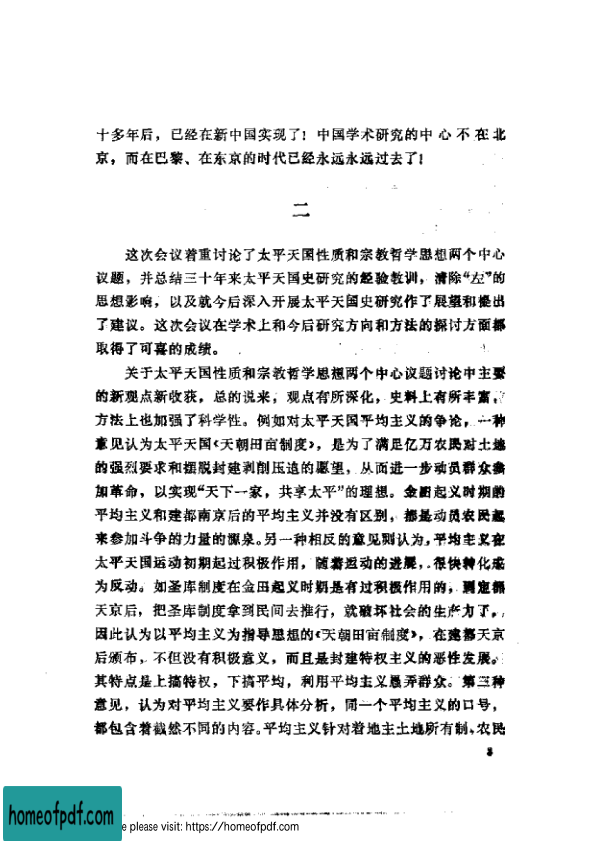 十多年后，已经在新中国实现了！中国学术研究的中心不在北
京，而在巴黎、在东京的时代已经永远永远过去了！
二
这次会议着重讨论了太平天国性质和宗教哲学思想两个中心
议题，并总结三十年来太平天国史研究的经验教训，清除“左”的
思想影响，以及就今后深入开展太平天国史研究作了展望和提出
了建议。这次会议在学术上和今后研究方向和方法的探讨方面都
取得了可喜的成绩。
关于太平天国性质和宗教哲学思想两个中心议题讨论中主要
的新观点新收获，总的说来，观点有所深化，史料上有所丰富，
方法上也加强了科学性。例如对太平天国平均主义的争论，一种
意见认为太平天国《天朝田亩制度》，是为了满足亿万农民对土地
的强烈要求和摆脱封建剥削压迫的愿望，从而进一步动员群众参
加革命，以实现“天下一家，共享太平”的理想。金田起义时期的
平均主义和建都南京后的平均主义并没有区别，都是动员农民起
来参加斗争的力量的源泉。另一种相反的意见则认为，平均主义在
太平天国运动初期起过积极作用，随着运动的进展，很快转化成
为反动。如圣库制度在金田起义时期是有过积极作用的，到定都
天京后，把圣库制度拿到民间去推行，就破坏社会的生产力了，
因此认为以平均主义为指导思想的《天朝田亩制度》，在建都天京
后颁布，不但没有积极意义，而且是封建特权主义的恶性发展。
其特点是上搞特权，下搞平均，利用平均主义愚弄群众。第三种
意见，认为对平均主义要作具体分析，同一个平均主义的口号，
都包含着截然不同的内容。平均主义针对着地主土地所有制，农民
3
homeofpdf.com
e please visit: https://homeofpdf.com